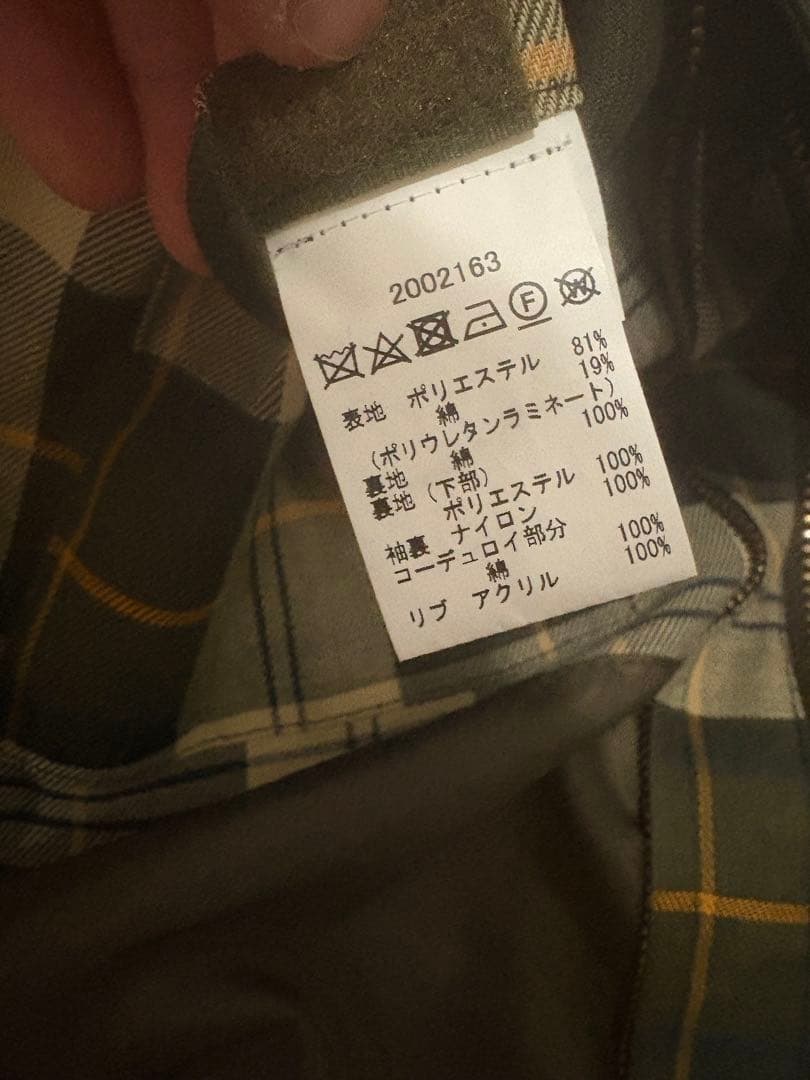 2002163
F W
表地 ポリエステル 81%
綿 19%
(ポリウレタンラミネート)
裏地 綿 100%
裏地(下部)
ポリエステル 100%
袖裏 ナイロン 100%
コーデュロイ部分
綿 100%
リブ アクリル 100%